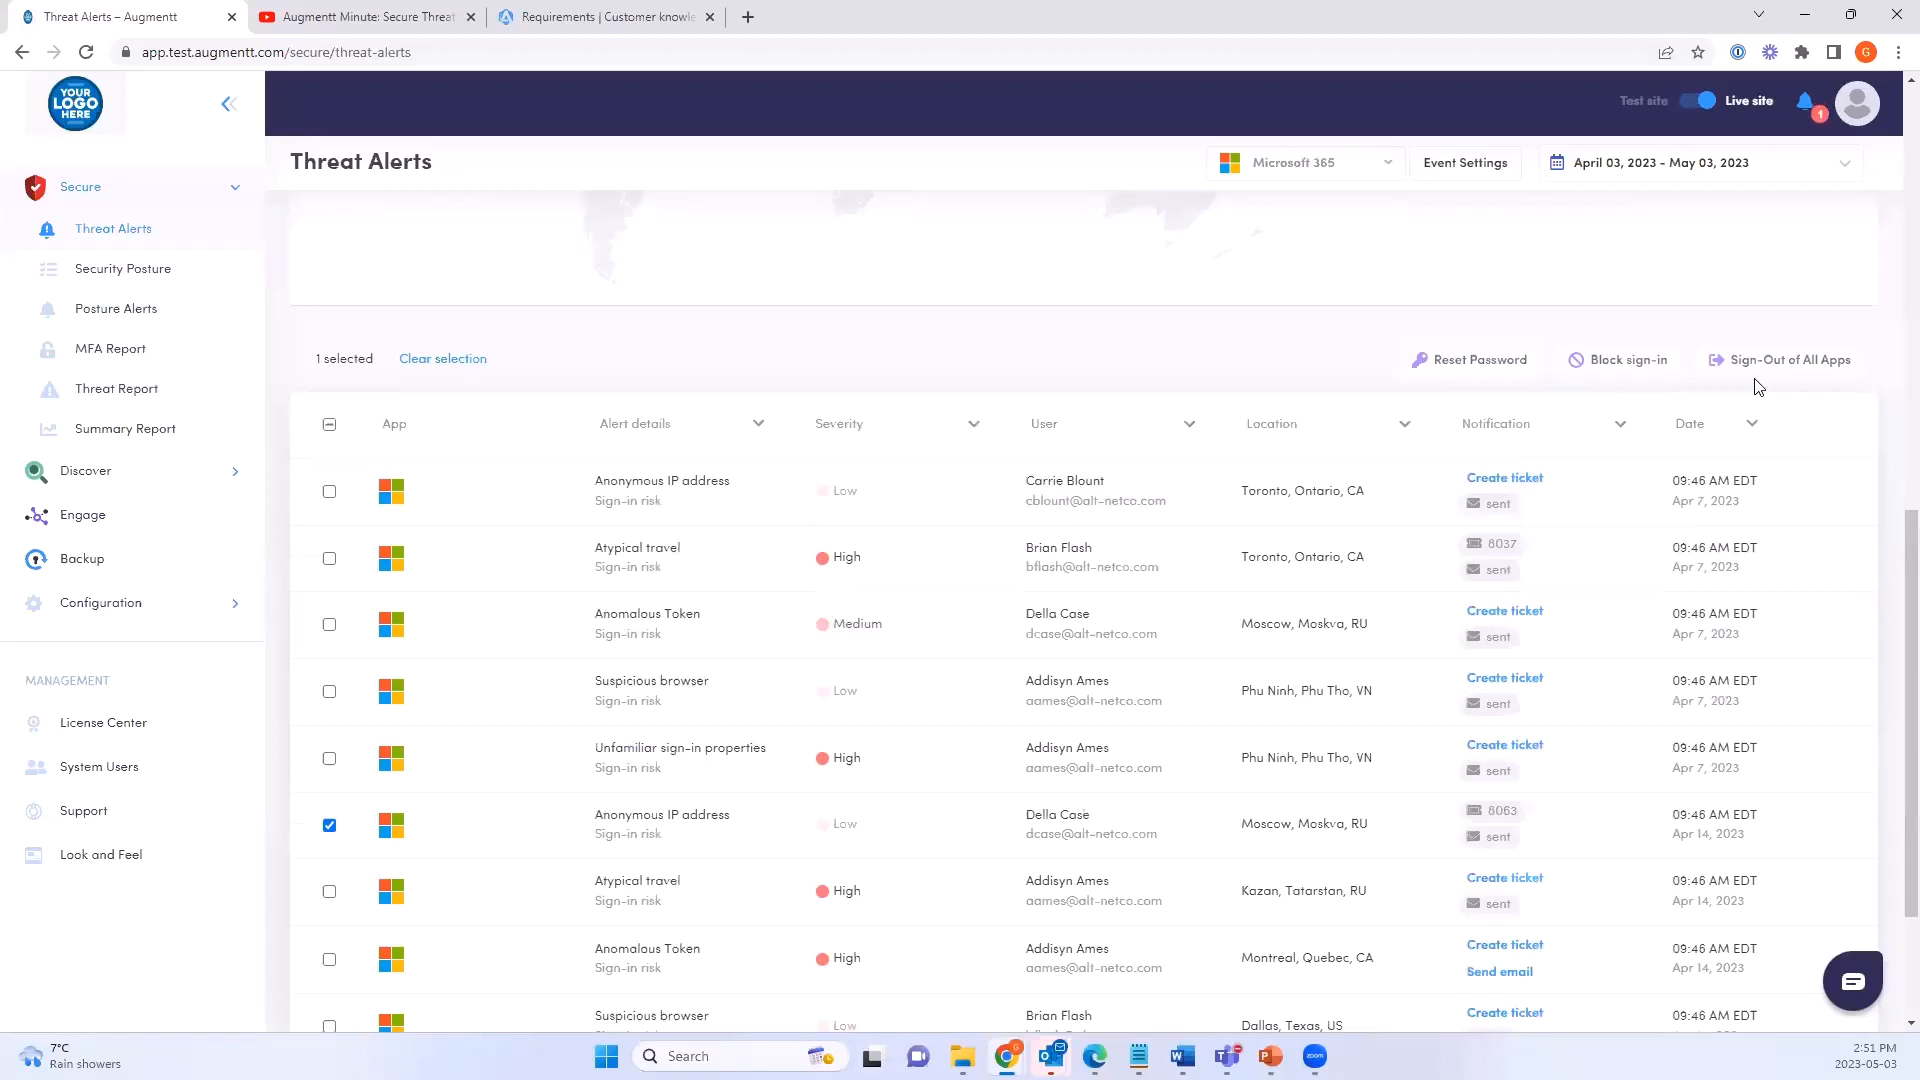 Threat Alerts – Augmentt
Augmentt Minute: Secure Threat
Requirements | Customer knowle
app.test.augmentt.com/secure/threat-alerts
G
YOUR
LOGO
HERE
Test site
Live site
1
Threat Alerts
Microsoft 365
Event Settings
April 03, 2023 - May 03, 2023
Secure
Threat Alerts
Security Posture
Posture Alerts
MFA Report
Threat Report
Summary Report
Discover
Engage
Backup
Configuration
MANAGEMENT
License Center
System Users
Support
Look and Feel
1 selected
Clear selection
Reset Password
Block sign-in
Sign-Out of All Apps
App
Alert details
Severity
User
Location
Notification
Date
Anonymous IP address
Sign-in risk
Low
Carrie Blount
cblount@alt-netco.com
Toronto, Ontario, CA
Create ticket
sent
09:46 AM EDT
Apr 7, 2023
Atypical travel
Sign-in risk
High
Brian Flash
bflash@alt-netco.com
Toronto, Ontario, CA
8037
sent
09:46 AM EDT
Apr 7, 2023
Anomalous Token
Sign-in risk
Medium
Della Case
dcase@alt-netco.com
Moscow, Moskva, RU
Create ticket
sent
09:46 AM EDT
Apr 7, 2023
Suspicious browser
Sign-in risk
Low
Addisyn Ames
aames@alt-netco.com
Phu Ninh, Phu Tho, VN
Create ticket
sent
09:46 AM EDT
Apr 7, 2023
Unfamiliar sign-in properties
Sign-in risk
High
Addisyn Ames
aames@alt-netco.com
Phu Ninh, Phu Tho, VN
Create ticket
sent
09:46 AM EDT
Apr 7, 2023
Anonymous IP address
Sign-in risk
Low
Della Case
dcase@alt-netco.com
Moscow, Moskva, RU
8063
sent
09:46 AM EDT
Apr 14, 2023
Atypical travel
Sign-in risk
High
Addisyn Ames
aames@alt-netco.com
Kazan, Tatarstan, RU
Create ticket
sent
09:46 AM EDT
Apr 14, 2023
Anomalous Token
Sign-in risk
High
Addisyn Ames
aames@alt-netco.com
Montreal, Quebec, CA
Create ticket
Send email
09:46 AM EDT
Apr 14, 2023
Suspicious browser
Low
Brian Flash
Dallas, Texas, US
Create ticket
09:46 AM EDT
7°C
Rain showers
Search
zoom
2:51 PM
2023-05-03